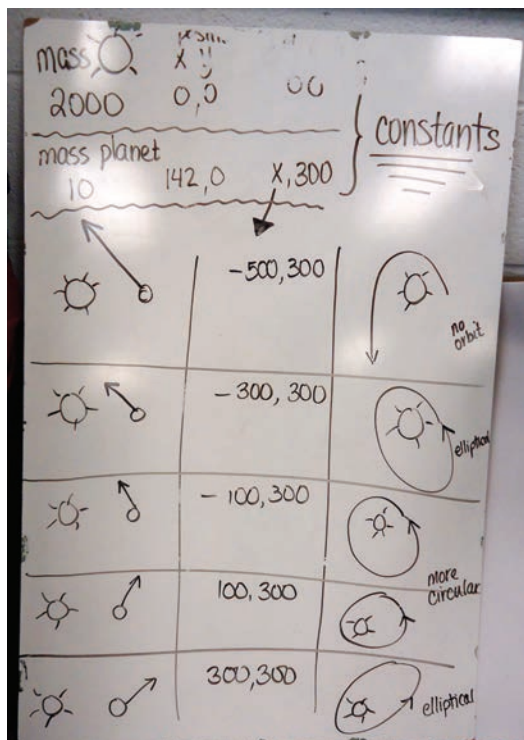 mass
x y
2000 0,0
constants
mass planet
10 142,0 x,300
-500,300
no
orbit
-300,300
elliptical
-100,300
more
circular
100,300
300,300
elliptical